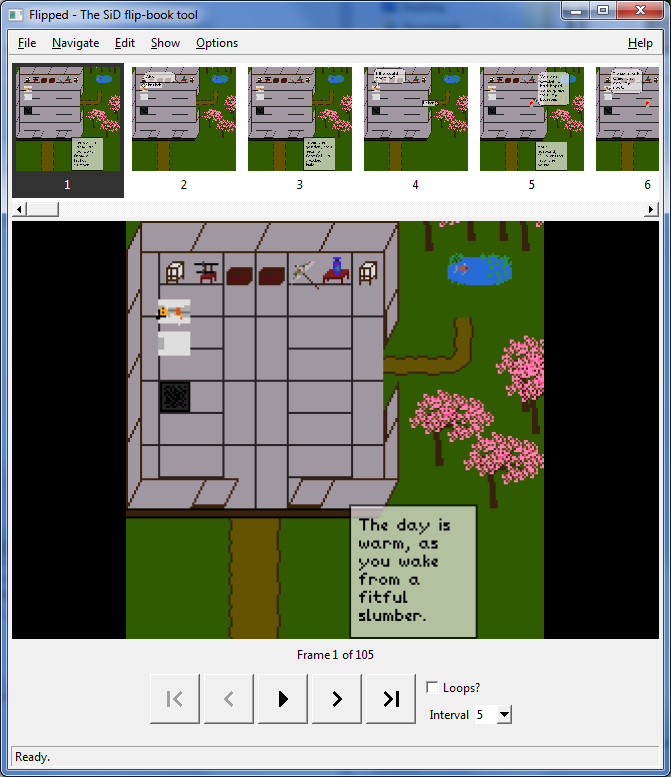 Flipped - The SiD flip-book tool
File Navigate Edit Show Options Help
1 2 3 4 5 6
The day is
warm, as
you wake
from a
fitful
slumber.
Frame 1 of 105
Loops?
Interval 5
Ready.